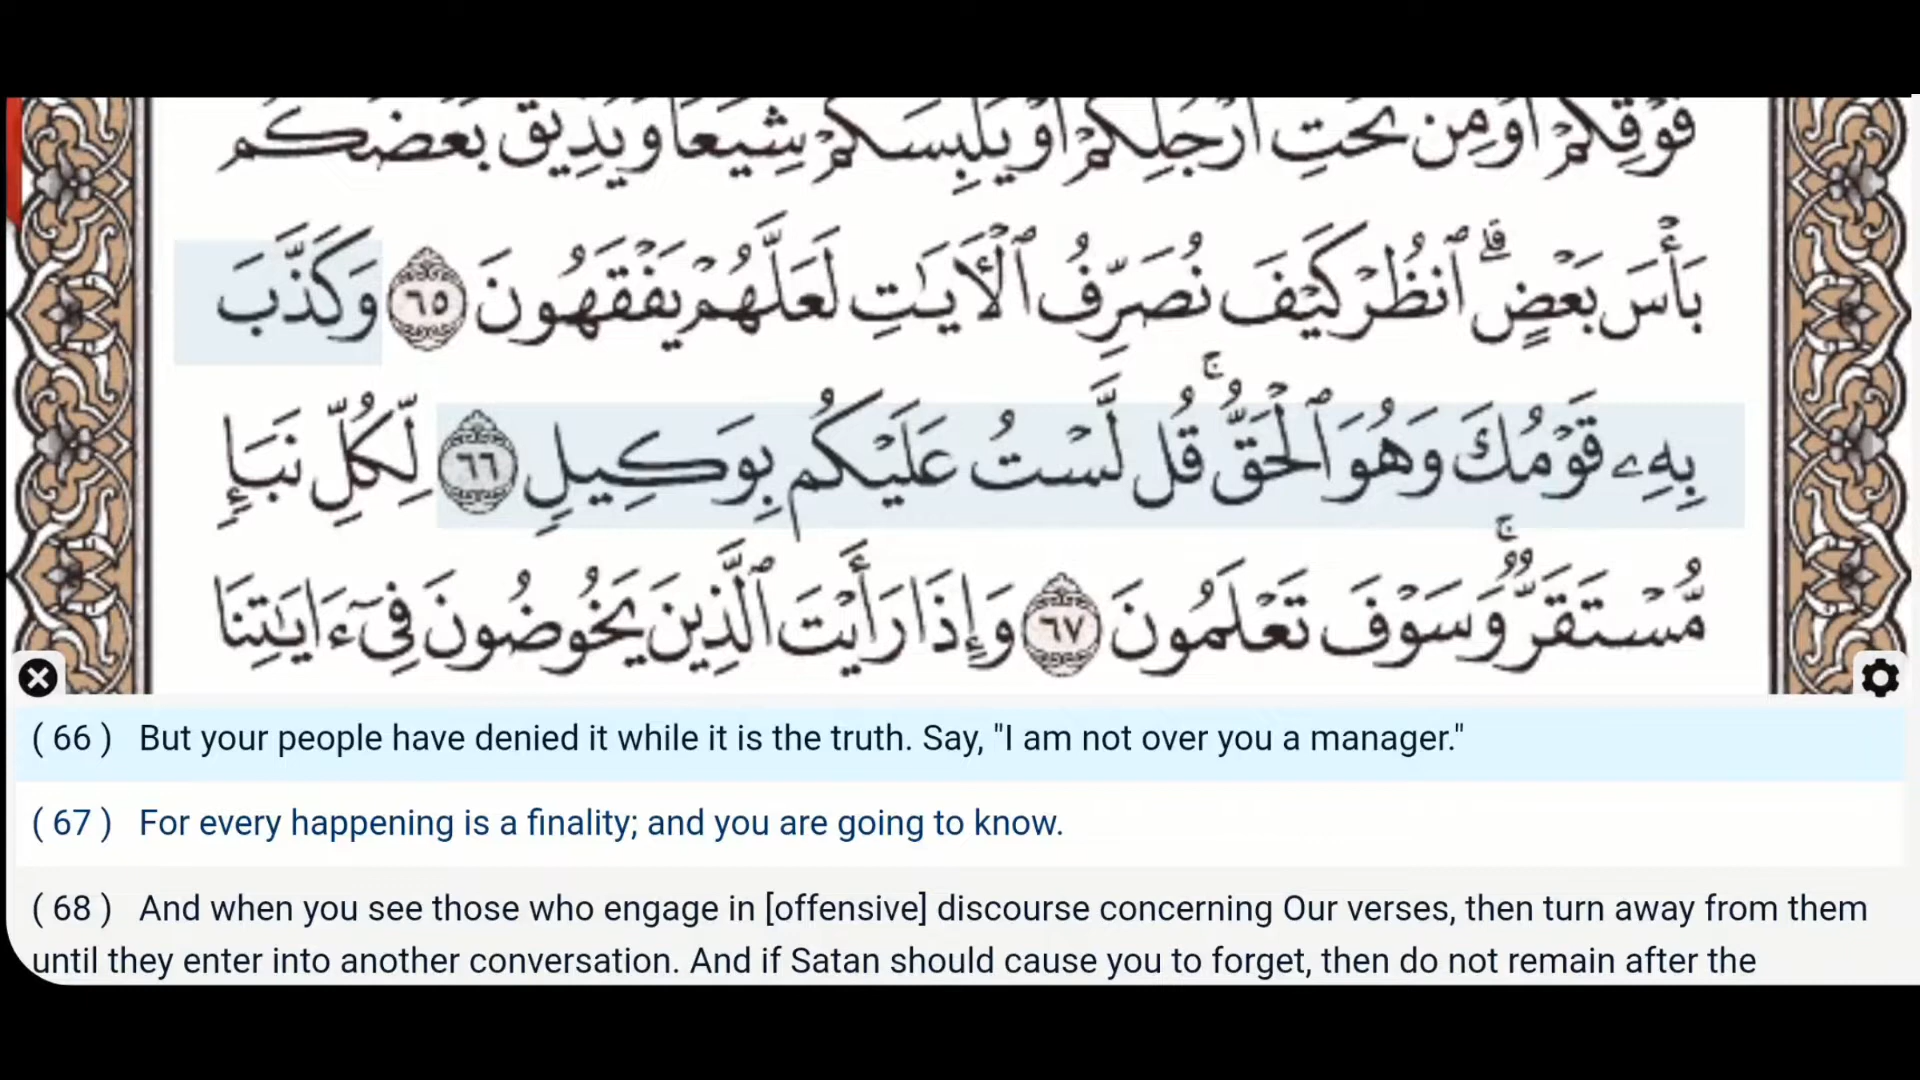 فَوْقِكُمْ أَوْ مِن تَحْتِ أَرْجُلِكُمْ أَوْ يَلْبِسَكُمْ شِيَعًا وَيُذِيقَ بَعْضَكُم
بَأْسَ بَعْضٍ ۗ ٱنظُرْ كَيْفَ نُصَرِّفُ ٱلْءَايَٰتِ لَعَلَّهُمْ يَفْقَهُونَ ٦٥ وَكَذَّبَ
بِهِۦ قَوْمُكَ وَهُوَ ٱلْحَقُّ ۚ قُل لَّسْتُ عَلَيْكُم بِوَكِيلٍ ٦٦ لِّكُلِّ نَبَإٍ
مُّسْتَقَرٌّ ۚ وَسَوْفَ تَعْلَمُونَ ٦٧ وَإِذَا رَأَيْتَ ٱلَّذِينَ يَخُوضُونَ فِىٓ ءَايَٰتِنَا
( 66 ) But your people have denied it while it is the truth. Say, "I am not over you a manager."
( 67 ) For every happening is a finality; and you are going to know.
( 68 ) And when you see those who engage in [offensive] discourse concerning Our verses, then turn away from them
until they enter into another conversation. And if Satan should cause you to forget, then do not remain after the